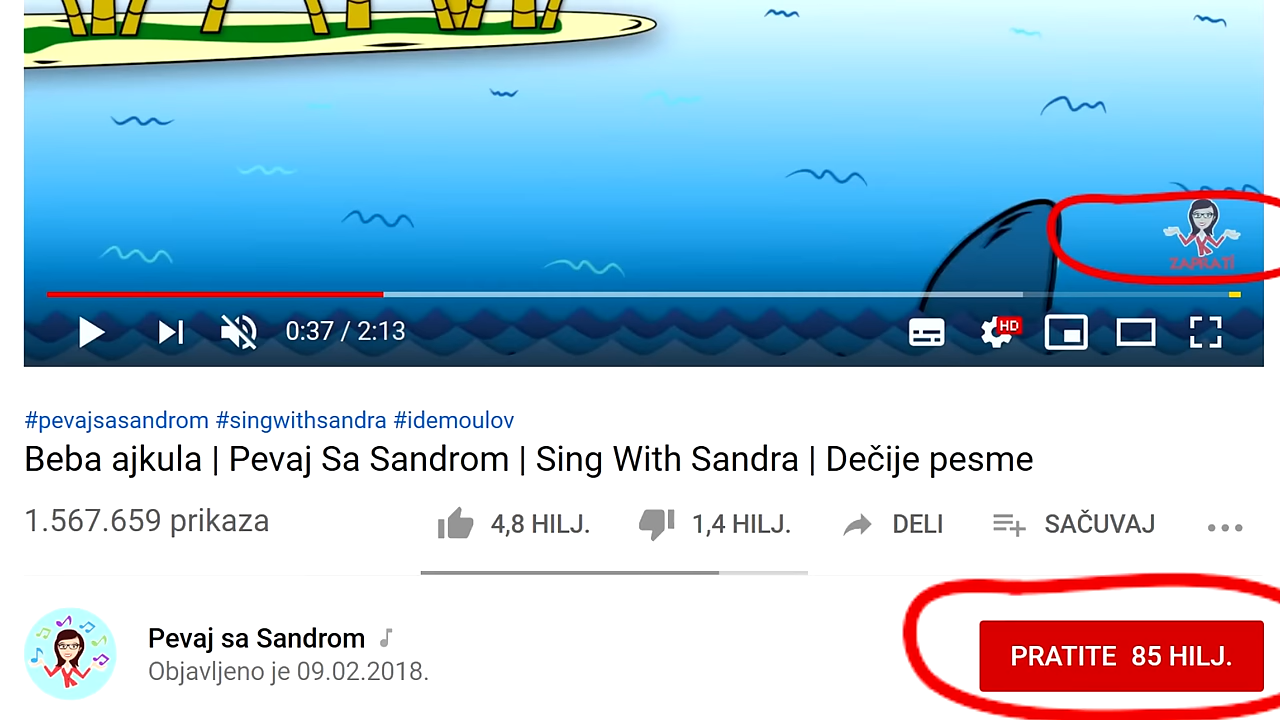 ZAPRATI
HD
0:37 / 2:13
#pevajsasandrom #singwithsandra #idemoulov
Beba ajkula | Pevaj Sa Sandrom | Sing With Sandra | Dečije pesme
1.567.659 prikaza 4,8 HILJ. 1,4 HILJ. DELI SAČUVAJ
Pevaj sa Sandrom
Objavljeno je 09.02.2018.
PRATITE 85 HILJ.